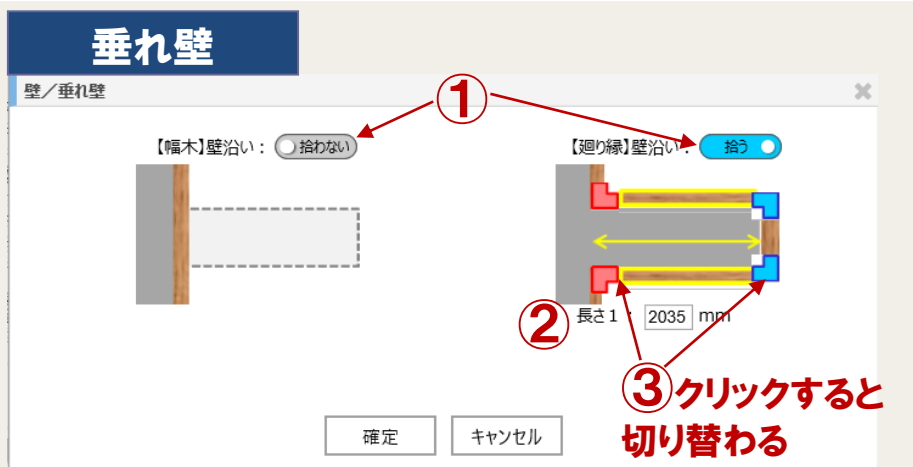 垂れ壁
壁／垂れ壁
①
【幅木】壁沿い： 拾わない
【廻り縁】壁沿い： 拾う
②
長さ１： 2035 mm
③クリックすると
切り替わる
確定
キャンセル